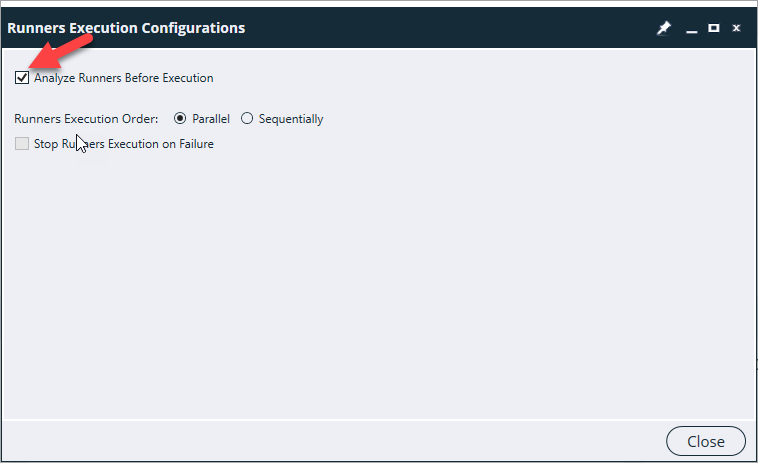 Runners Execution Configurations
Analyze Runners Before Execution
Runners Execution Order: Parallel Sequentially
Stop Runners Execution on Failure
Close